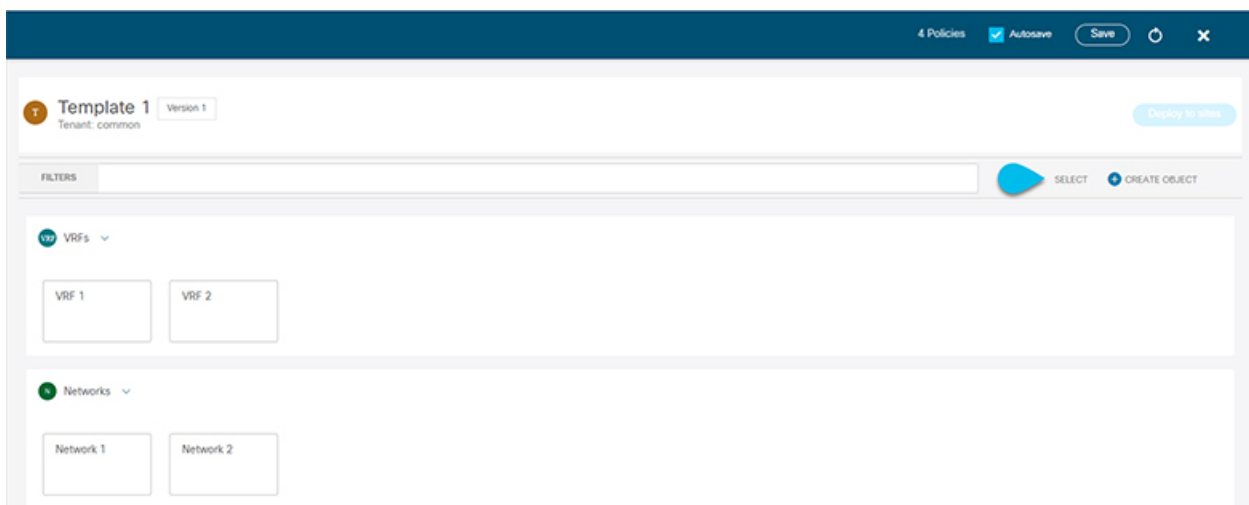 4 Policies Autosave Save
T Template 1 Version 1
Tenant: common
Deploy to sites
FILTERS SELECT CREATE OBJECT
VRF VRFs
VRF 1 VRF 2
N Networks
Network 1 Network 2